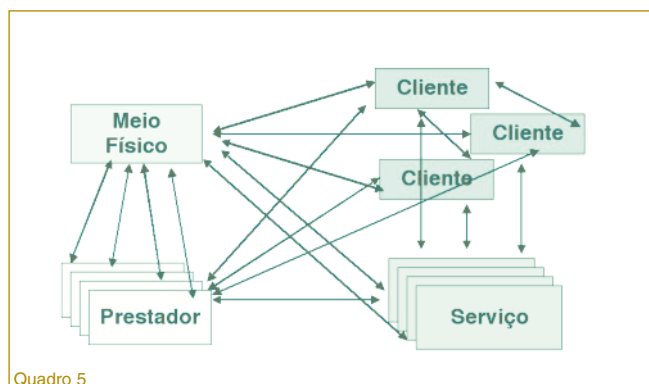 Cliente
Meio
Físico
Cliente
Cliente
Prestador
Serviço
Quadro 5